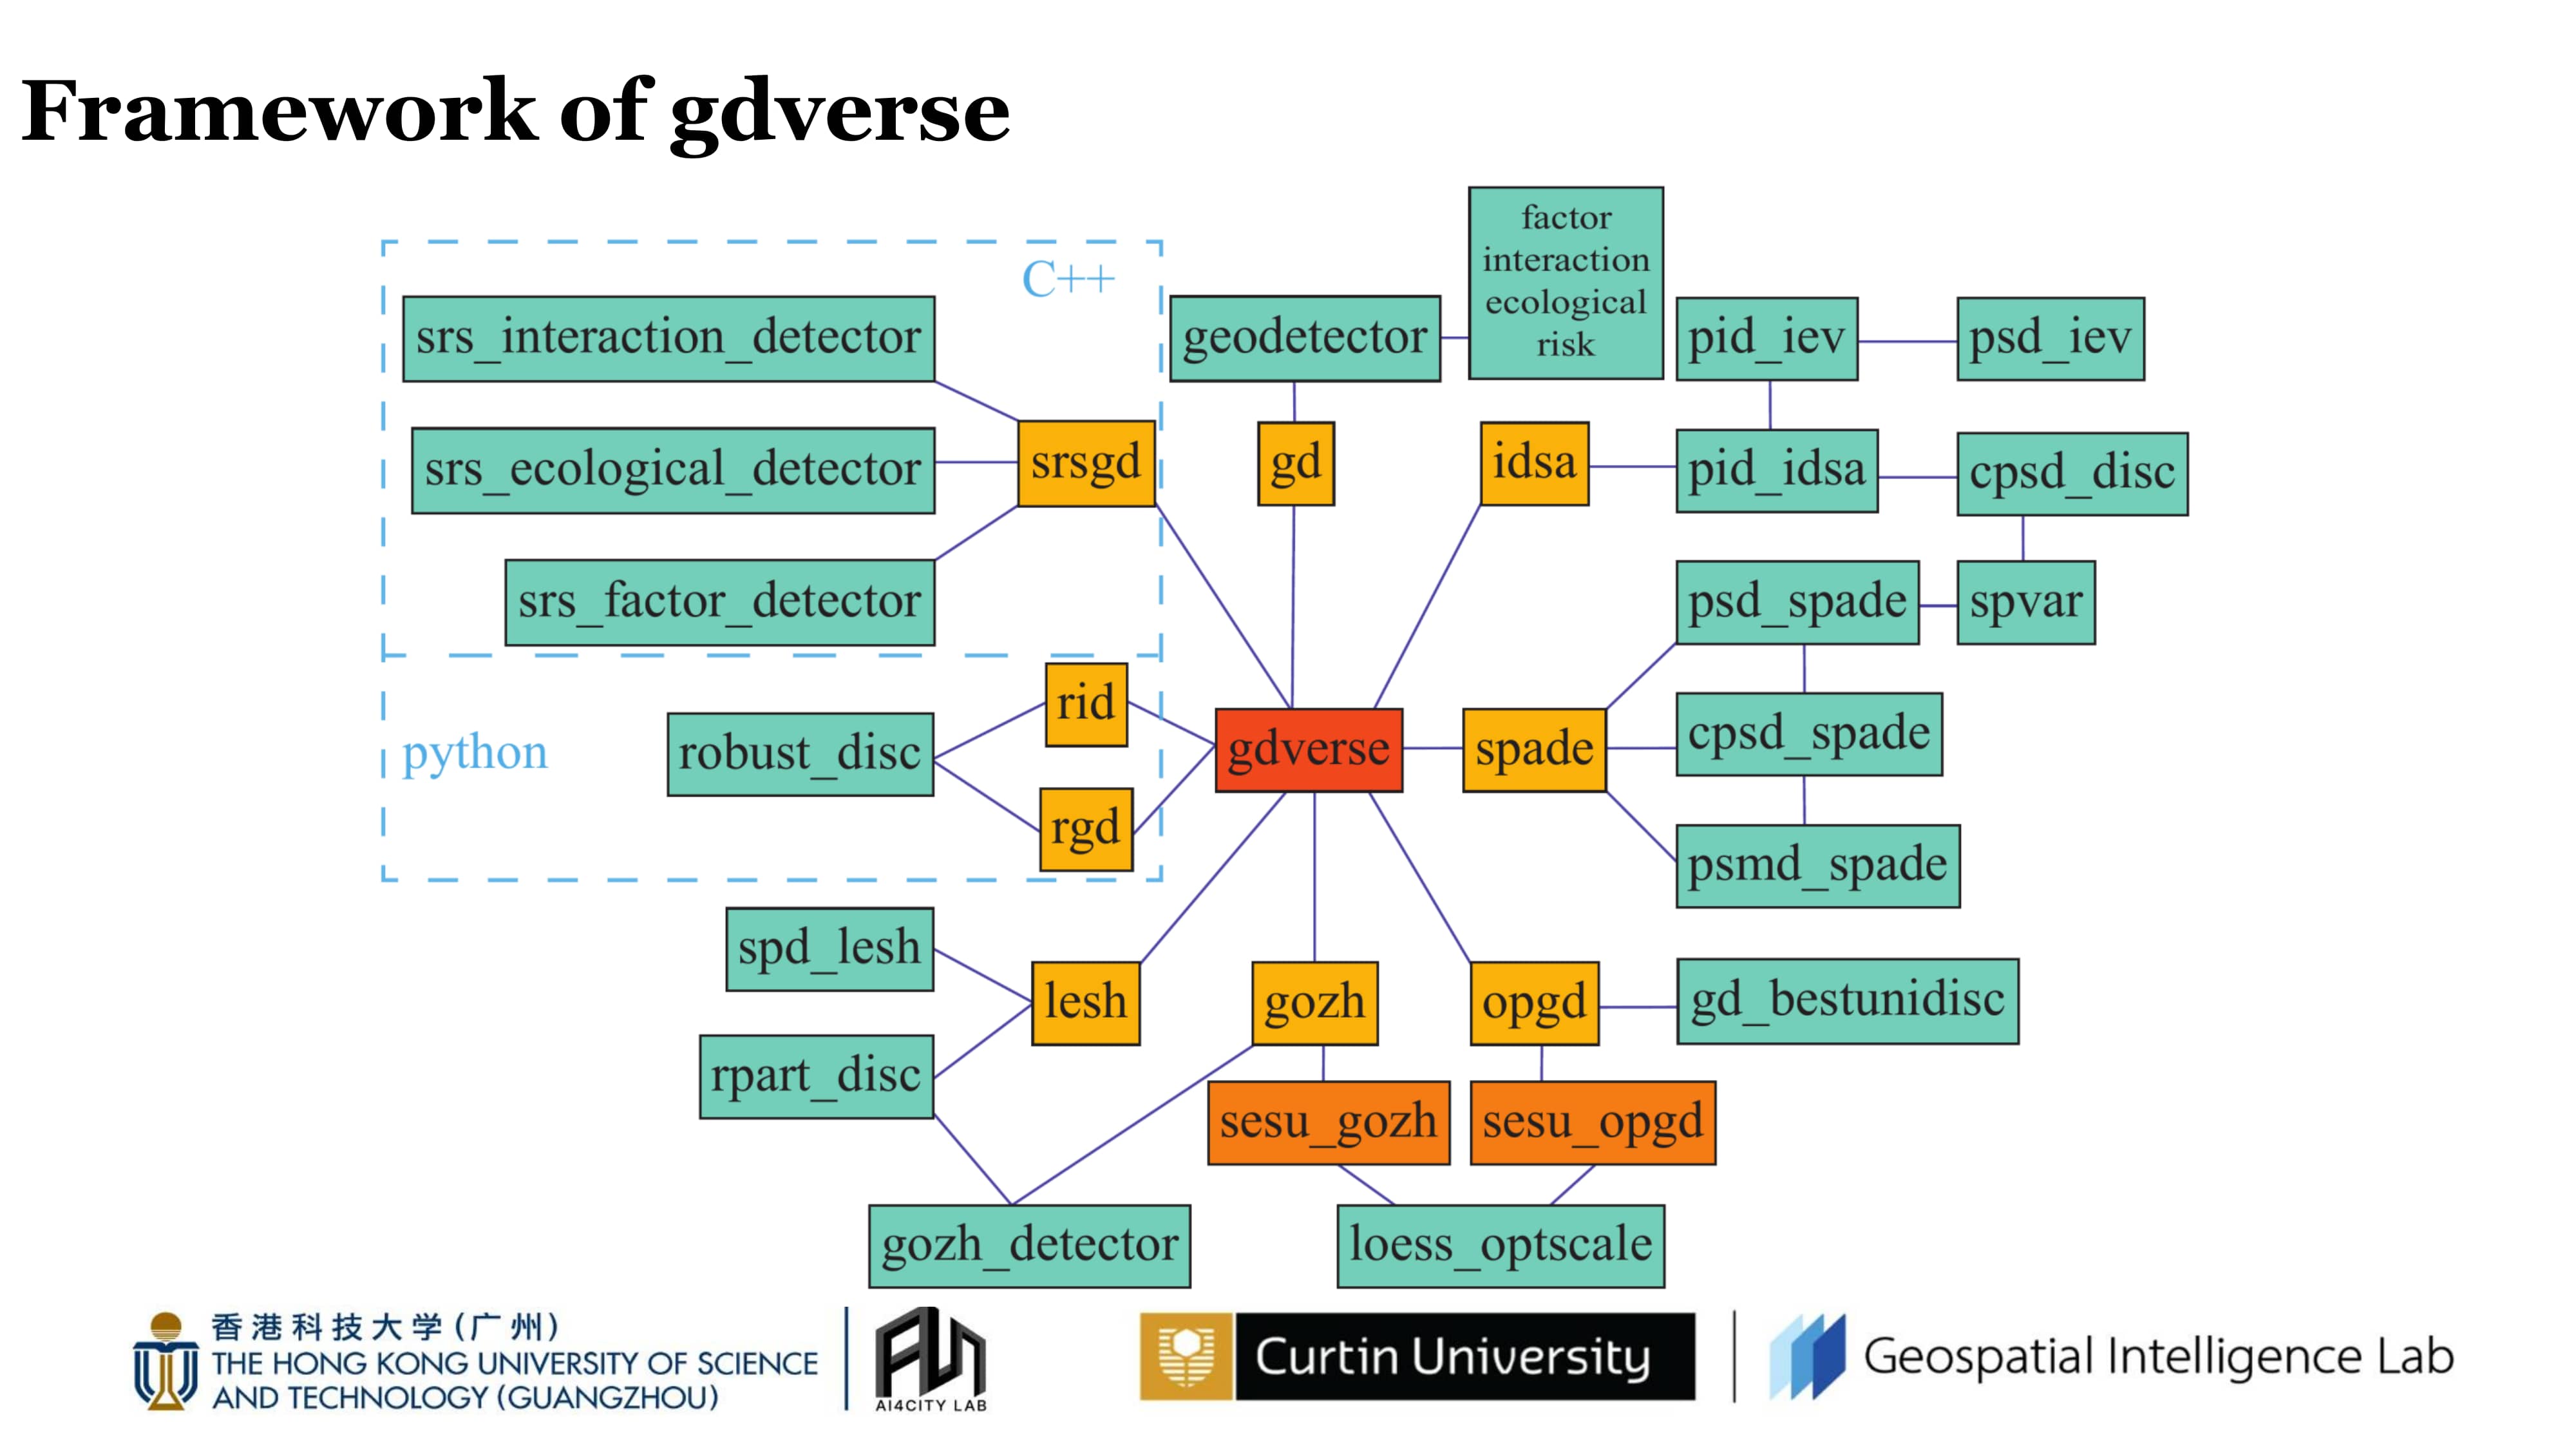 Framework of gdverse
C++
srs_interaction_detector
srs_ecological_detector
srsgd
srs_factor_detector
python
robust_disc
rid
rgd
geodetector
factor
interaction
ecological
risk
gd
idsa
pid_iev
psd_iev
pid_idsa
cpsd_disc
psd_spade
spvar
gdverse
spade
cpsd_spade
psmd_spade
spd_lesh
rpart_disc
lesh
gozh
opgd
gd_bestunidisc
sesu_gozh
sesu_opgd
gozh_detector
loess_optscale
香港科技大学(广州)
THE HONG KONG UNIVERSITY OF SCIENCE
AND TECHNOLOGY (GUANGZHOU)
AI4CITY LAB
Curtin University
Geospatial Intelligence Lab